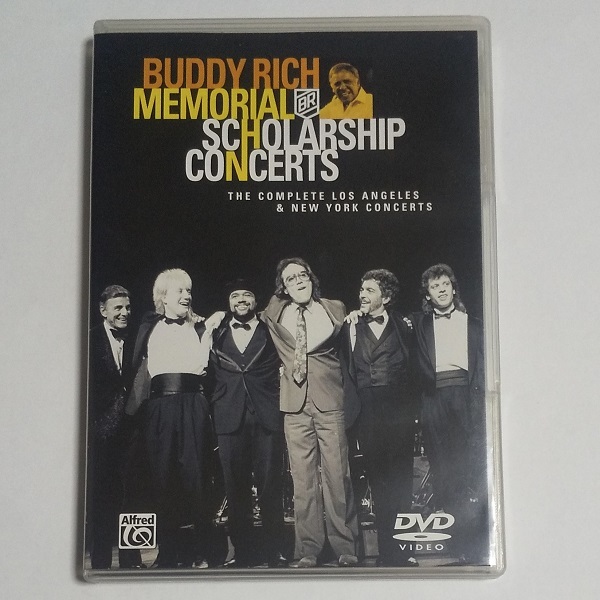 BUDDY RICH
MEMORIAL BR
SCHOLARSHIP
CONCERTS
THE COMPLETE LOS ANGELES
& NEW YORK CONCERTS
Alfred
DVD
VIDEO